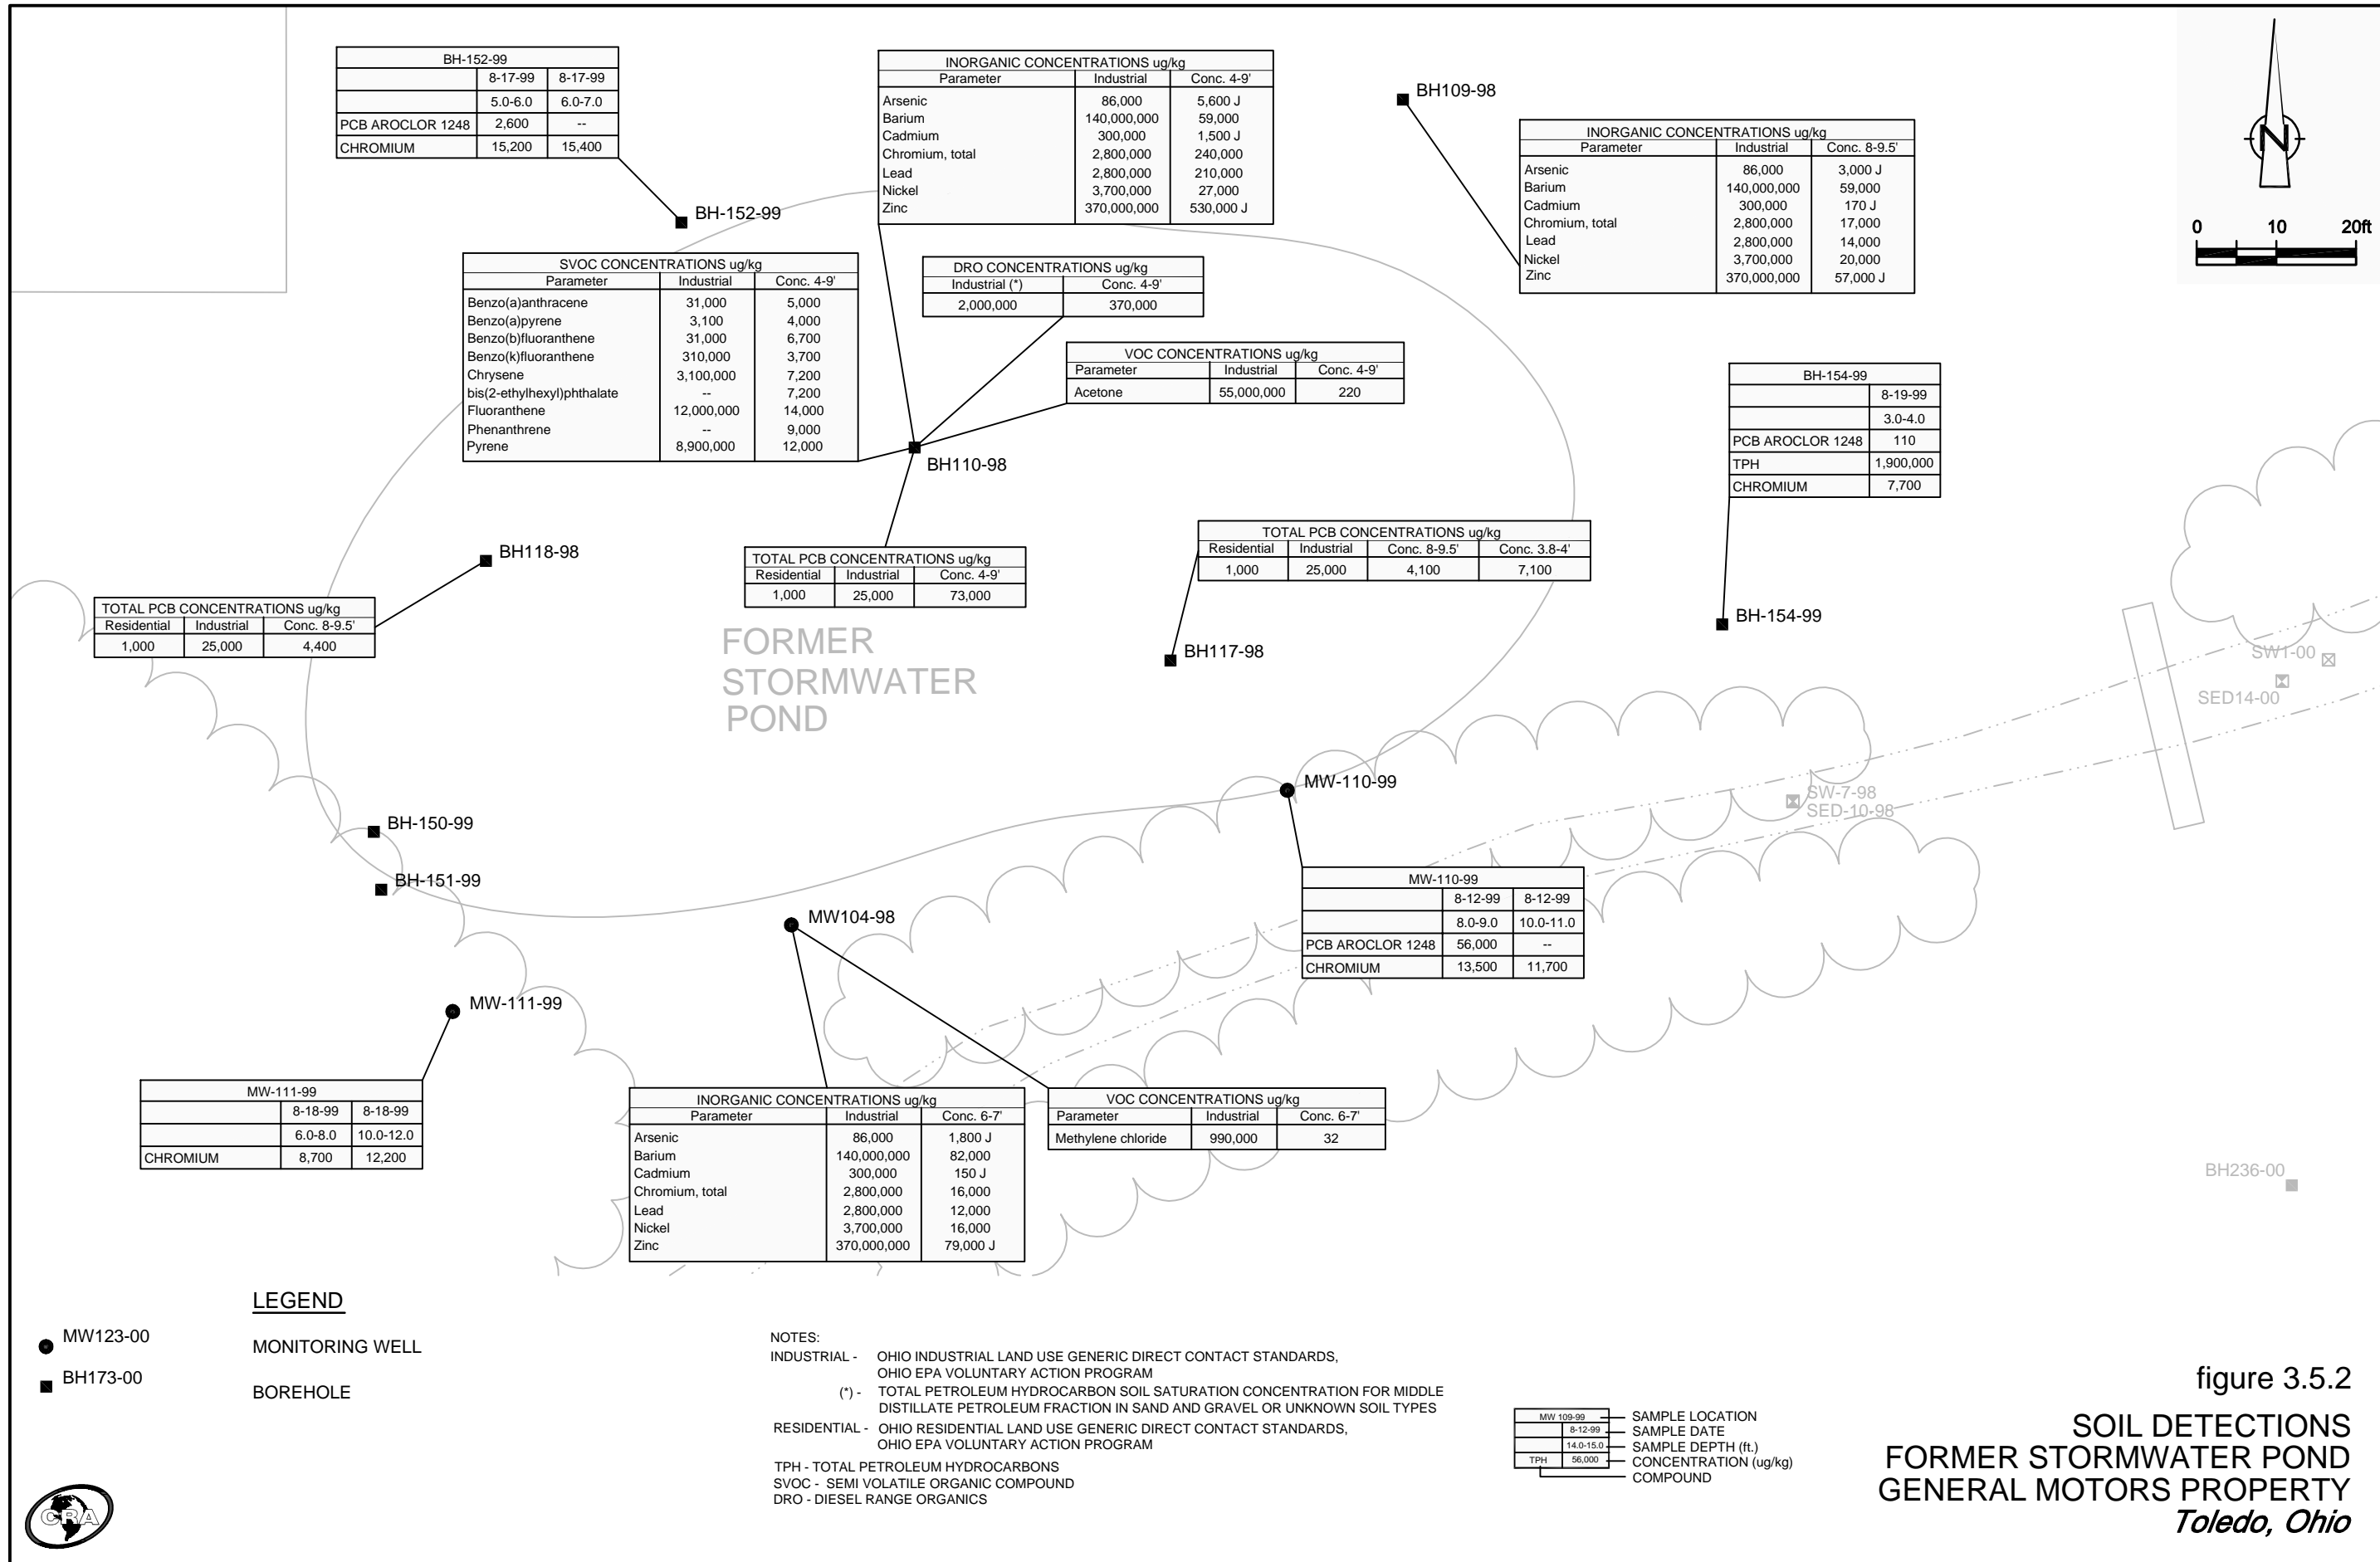 BH-152-99
8-17-99 8-17-99
5.0-6.0 6.0-7.0
PCB AROCLOR 1248 2,600 --
CHROMIUM 15,200 15,400
BH-152-99
INORGANIC CONCENTRATIONS ug/kg
Parameter Industrial Conc. 4-9'
Arsenic 86,000 5,600 J
Barium 140,000,000 59,000
Cadmium 300,000 1,500 J
Chromium, total 2,800,000 240,000
Lead 2,800,000 210,000
Nickel 3,700,000 27,000
Zinc 370,000,000 530,000 J
BH109-98
INORGANIC CONCENTRATIONS ug/kg
Parameter Industrial Conc. 8-9.5'
Arsenic 86,000 3,000 J
Barium 140,000,000 59,000
Cadmium 300,000 170 J
Chromium, total 2,800,000 17,000
Lead 2,800,000 14,000
Nickel 3,700,000 20,000
Zinc 370,000,000 57,000 J
N
0 10 20ft
SVOC CONCENTRATIONS ug/kg
Parameter Industrial Conc. 4-9'
Benzo(a)anthracene 31,000 5,000
Benzo(a)pyrene 3,100 4,000
Benzo(b)fluoranthene 31,000 6,700
Benzo(k)fluoranthene 310,000 3,700
Chrysene 3,100,000 7,200
bis(2-ethylhexyl)phthalate -- 7,200
Fluoranthene 12,000,000 14,000
Phenanthrene -- 9,000
Pyrene 8,900,000 12,000
DRO CONCENTRATIONS ug/kg
Industrial (*) Conc. 4-9'
2,000,000 370,000
VOC CONCENTRATIONS ug/kg
Parameter Industrial Conc. 4-9'
Acetone 55,000,000 220
BH110-98
BH-154-99
8-19-99
3.0-4.0
PCB AROCLOR 1248 110
TPH 1,900,000
CHROMIUM 7,700
BH-154-99
BH118-98
TOTAL PCB CONCENTRATIONS ug/kg
Residential Industrial Conc. 8-9.5'
1,000 25,000 4,400
TOTAL PCB CONCENTRATIONS ug/kg
Residential Industrial Conc. 4-9'
1,000 25,000 73,000
TOTAL PCB CONCENTRATIONS ug/kg
Residential Industrial Conc. 8-9.5' Conc. 3.8-4'
1,000 25,000 4,100 7,100
BH117-98
FORMER
STORMWATER
POND
SW1-00
SED14-00
MW-110-99
SW-7-98
SED-10-98
BH-150-99
BH-151-99
MW104-98
MW-110-99
8-12-99 8-12-99
8.0-9.0 10.0-11.0
PCB AROCLOR 1248 56,000 --
CHROMIUM 13,500 11,700
MW-111-99
MW-111-99
8-18-99 8-18-99
6.0-8.0 10.0-12.0
CHROMIUM 8,700 12,200
INORGANIC CONCENTRATIONS ug/kg
Parameter Industrial Conc. 6-7'
Arsenic 86,000 1,800 J
Barium 140,000,000 82,000
Cadmium 300,000 150 J
Chromium, total 2,800,000 16,000
Lead 2,800,000 12,000
Nickel 3,700,000 16,000
Zinc 370,000,000 79,000 J
VOC CONCENTRATIONS ug/kg
Parameter Industrial Conc. 6-7'
Methylene chloride 990,000 32
BH236-00
LEGEND
MW123-00 MONITORING WELL
BH173-00 BOREHOLE
NOTES:
INDUSTRIAL - OHIO INDUSTRIAL LAND USE GENERIC DIRECT CONTACT STANDARDS,
OHIO EPA VOLUNTARY ACTION PROGRAM
(*) - TOTAL PETROLEUM HYDROCARBON SOIL SATURATION CONCENTRATION FOR MIDDLE
DISTILLATE PETROLEUM FRACTION IN SAND AND GRAVEL OR UNKNOWN SOIL TYPES
RESIDENTIAL - OHIO RESIDENTIAL LAND USE GENERIC DIRECT CONTACT STANDARDS,
OHIO EPA VOLUNTARY ACTION PROGRAM
TPH - TOTAL PETROLEUM HYDROCARBONS
SVOC - SEMI VOLATILE ORGANIC COMPOUND
DRO - DIESEL RANGE ORGANICS
MW 109-99 SAMPLE LOCATION
8-12-99 SAMPLE DATE
14.0-15.0 SAMPLE DEPTH (ft.)
TPH 56,000 CONCENTRATION (ug/kg)
COMPOUND
figure 3.5.2
SOIL DETECTIONS
FORMER STORMWATER POND
GENERAL MOTORS PROPERTY
Toledo, Ohio
CRA